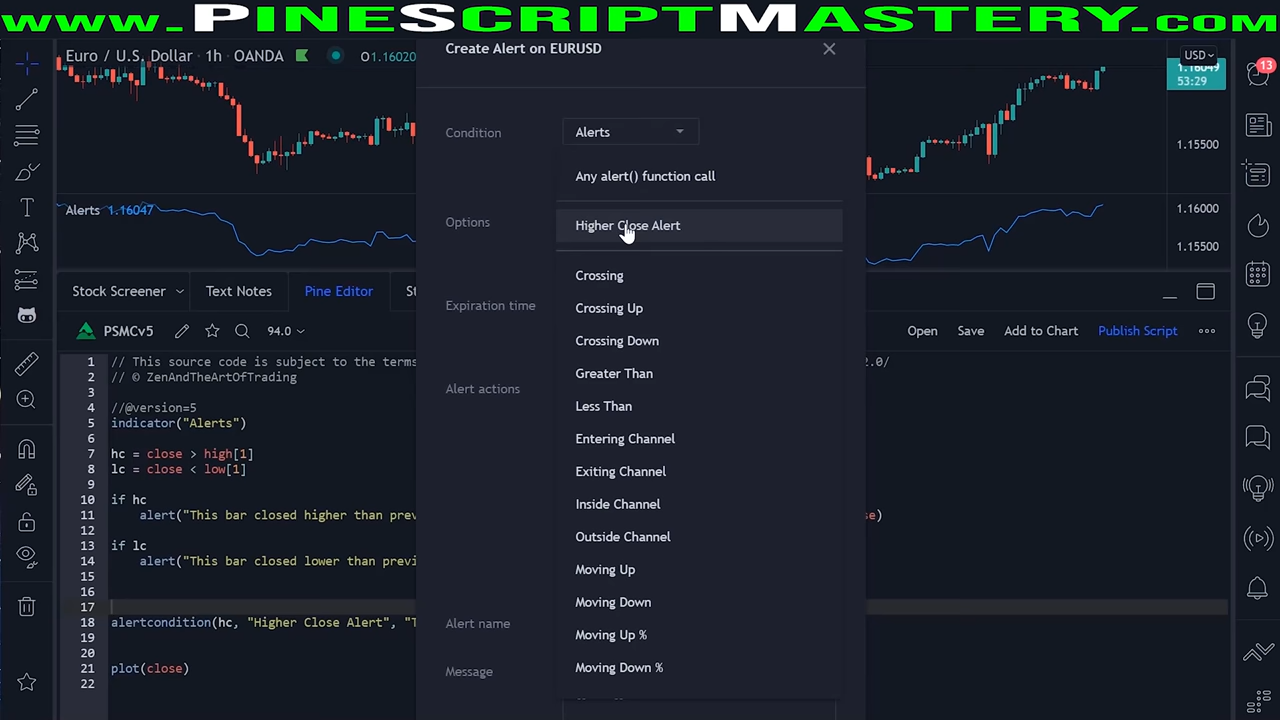 www.PineScriptMastery.com
Euro / U.S. Dollar · 1h · OANDA
O1.16020
Create Alert on EURUSD
USD
13
53:29
1.15500
Condition
Alerts
Any alert() function call
Alerts 1.16047
Options
Higher Close Alert
1.16000
1.15500
Crossing
Stock Screener
Text Notes
Pine Editor
Expiration time
Crossing Up
PSMCv5
94.0
Crossing Down
Open
Save
Add to Chart
Publish Script
Greater Than
Alert actions
Less Than
Entering Channel
Exiting Channel
Inside Channel
Outside Channel
Moving Up
Moving Down
Alert name
Moving Up %
Message
Moving Down %
1 // This source code is subject to the terms
2.0/
2 // © ZenAndTheArtOfTrading
3
4 //@version=5
5 indicator("Alerts")
6
7 hc = close > high[1]
8 lc = close < low[1]
9
10 if hc
11 alert("This bar closed higher than prev
se)
12
13 if lc
14 alert("This bar closed lower than previ
15
16
17
18 alertcondition(hc, "Higher Close Alert", "T
19
20
21 plot(close)
22